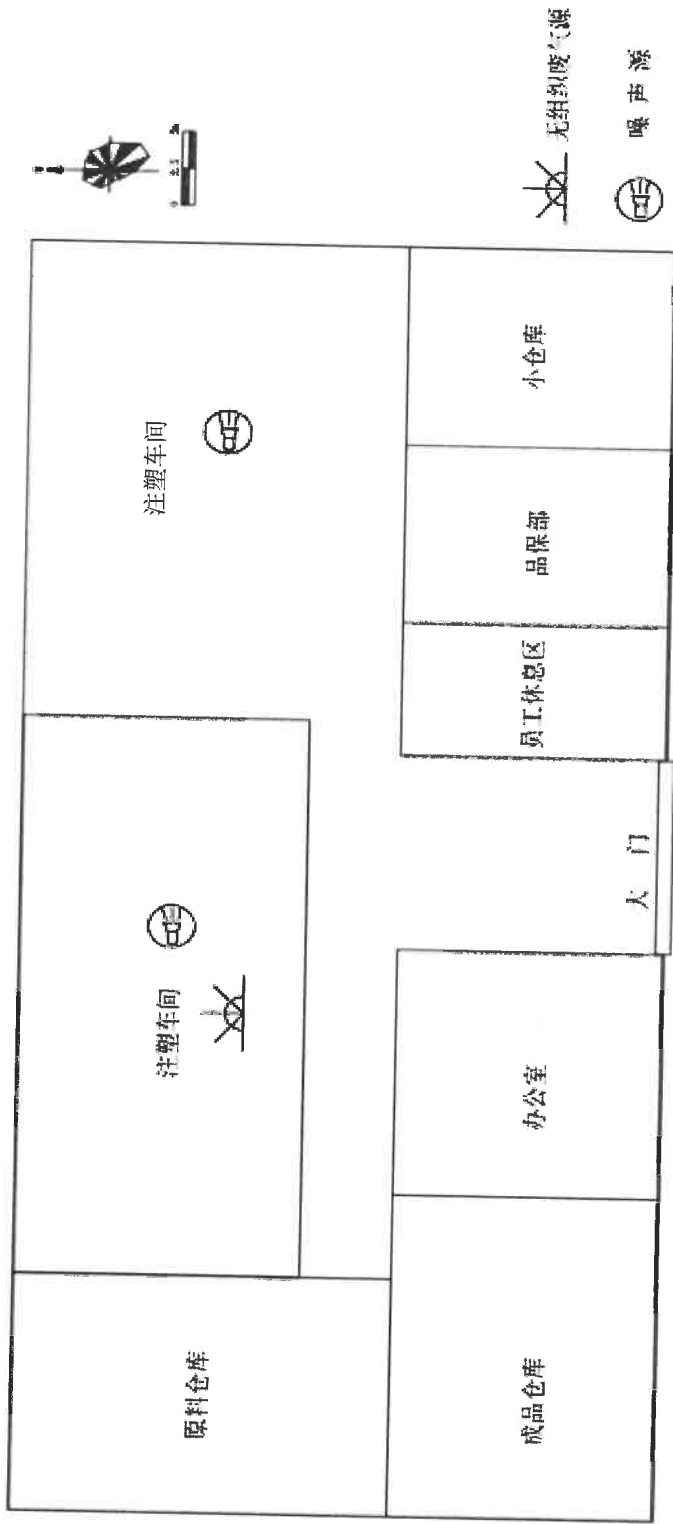 注塑车间
注塑车间
原料仓库
成品仓库
办公室
大门
员工休息区
品保部
小仓库
无组织废气源
噪声源